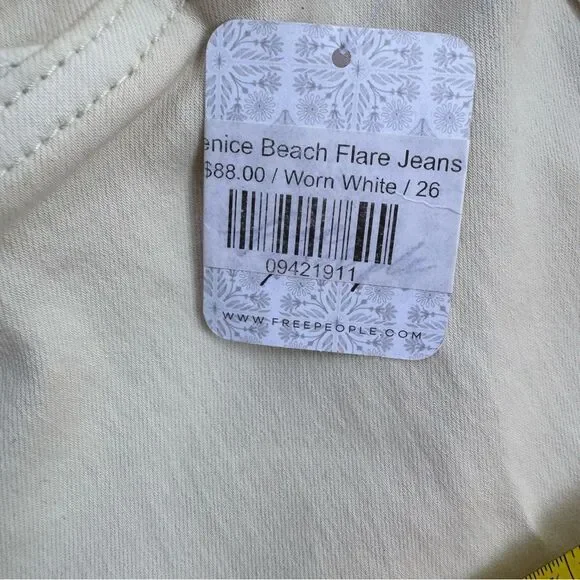 enice Beach Flare Jeans
$88.00 / Worn White / 26
09421911
WWW.FREEPEOPLE.COM